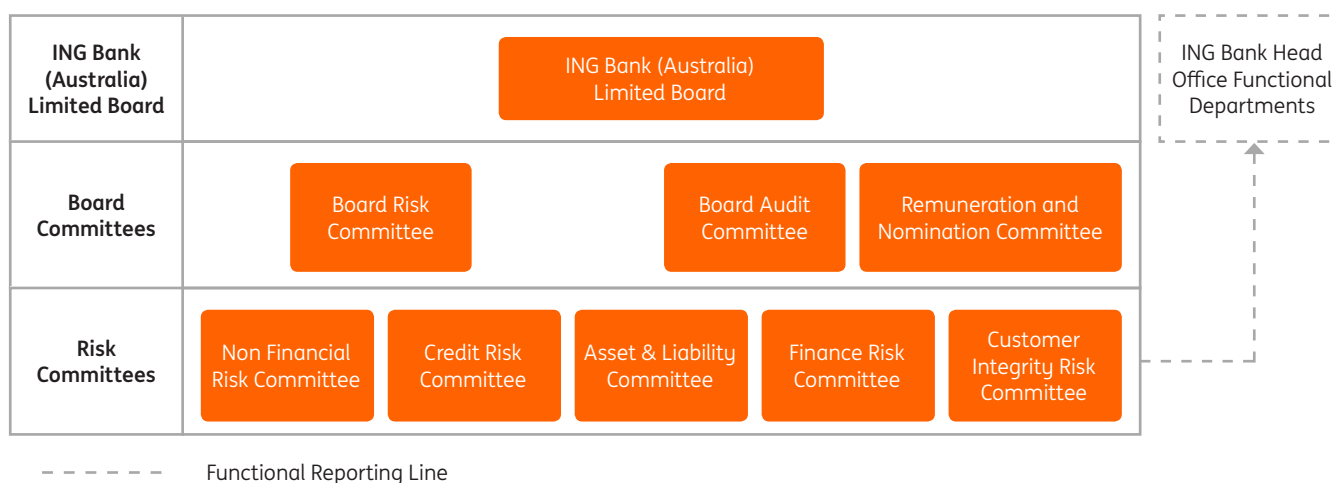 ING Bank
(Australia)
Limited Board
ING Bank (Australia)
Limited Board
ING Bank Head
Office Functional
Departments
Board
Committees
Board Risk
Committee
Board Audit
Committee
Remuneration and
Nomination Committee
Risk
Committees
Non Financial
Risk Committee
Credit Risk
Committee
Asset & Liability
Committee
Finance Risk
Committee
Customer
Integrity Risk
Committee
Functional Reporting Line